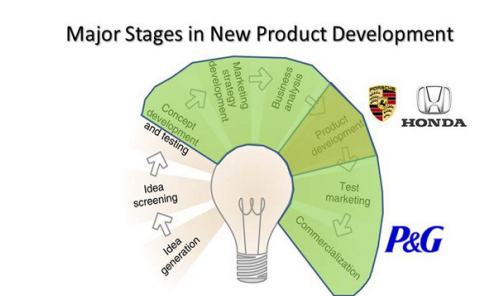 Major Stages in New Product Development
Marketing
strategy
development
Business
analysis
Concept
development
and testing
Product
development
HONDA
Idea
screening
Test
marketing
Idea
generation
Commercialization
P&G